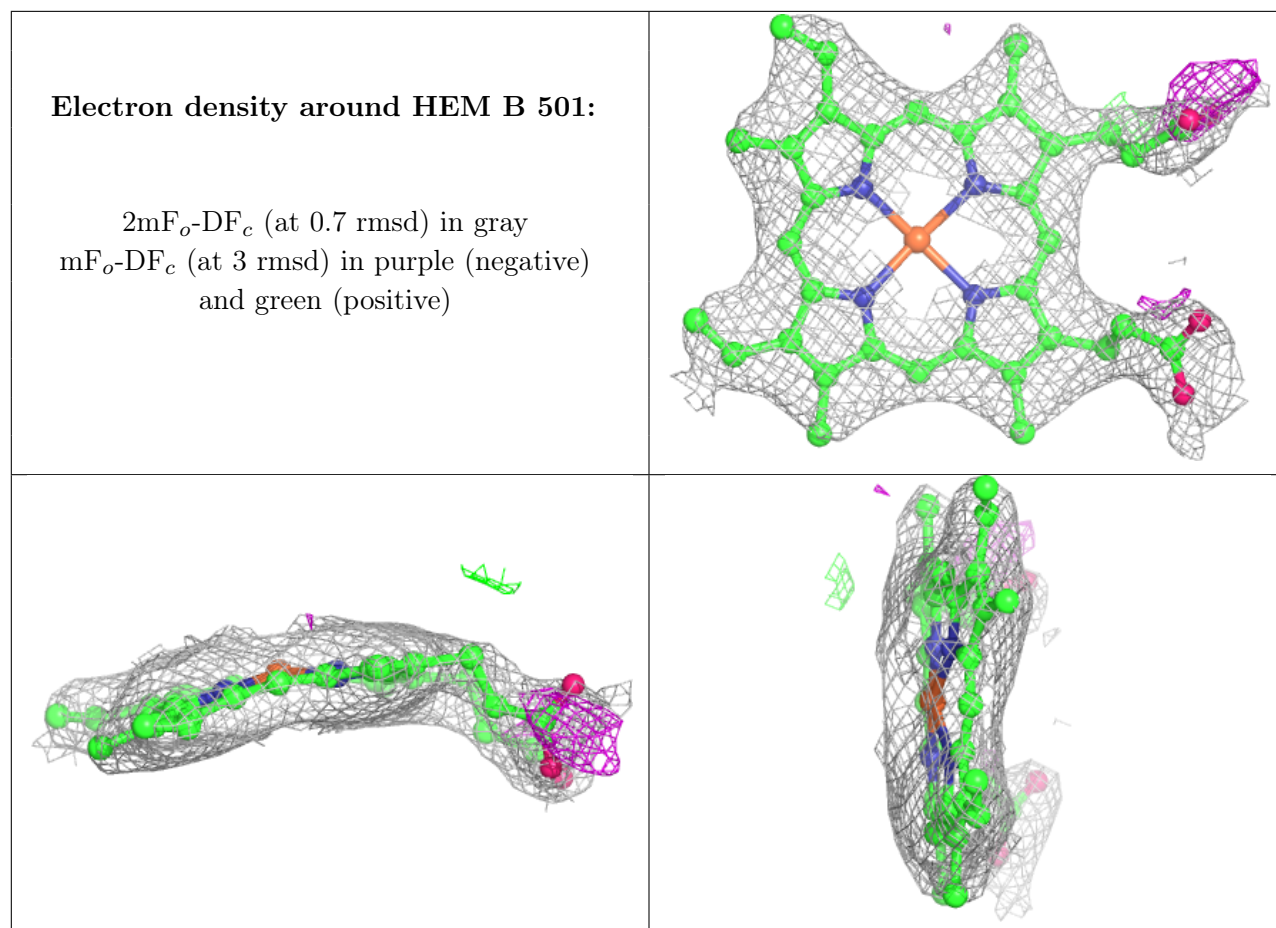 Electron density around HEM B 501:
2mFₒ-DF𝒸 (at 0.7 rmsd) in gray
mFₒ-DF𝒸 (at 3 rmsd) in purple (negative)
and green (positive)